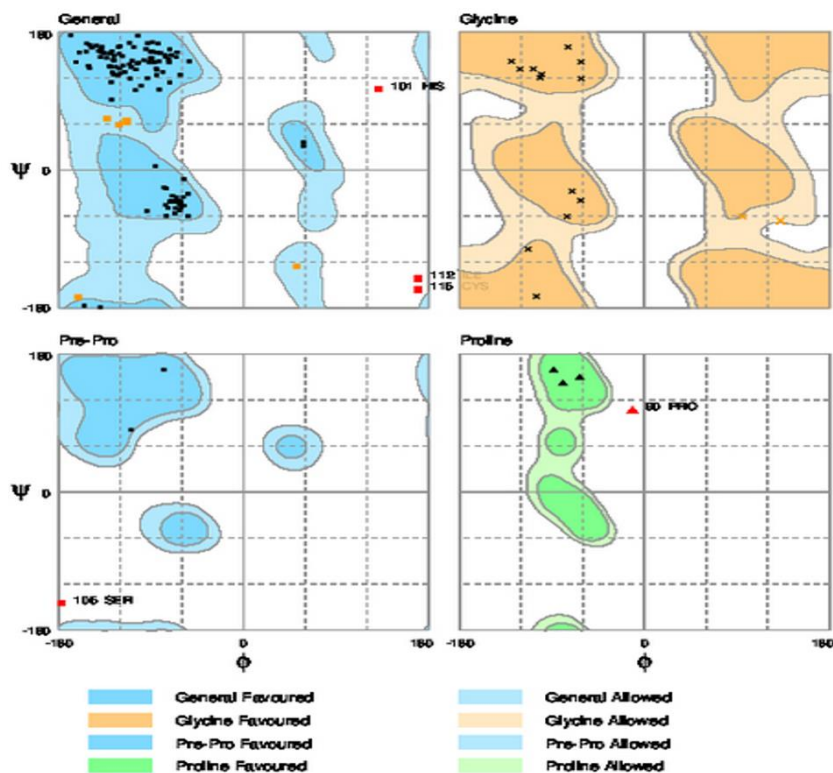 General
Glycine
180
101 HIS
Ψ 0
112 ILE
115 CYS
-180
Pre-Pro
Proline
180
80 PRO
Ψ 0
106 SER
-180
-180 0 180 -180 0 180
Φ Φ
General Favoured General Allowed
Glycine Favoured Glycine Allowed
Pre-Pro Favoured Pre-Pro Allowed
Proline Favoured Proline Allowed